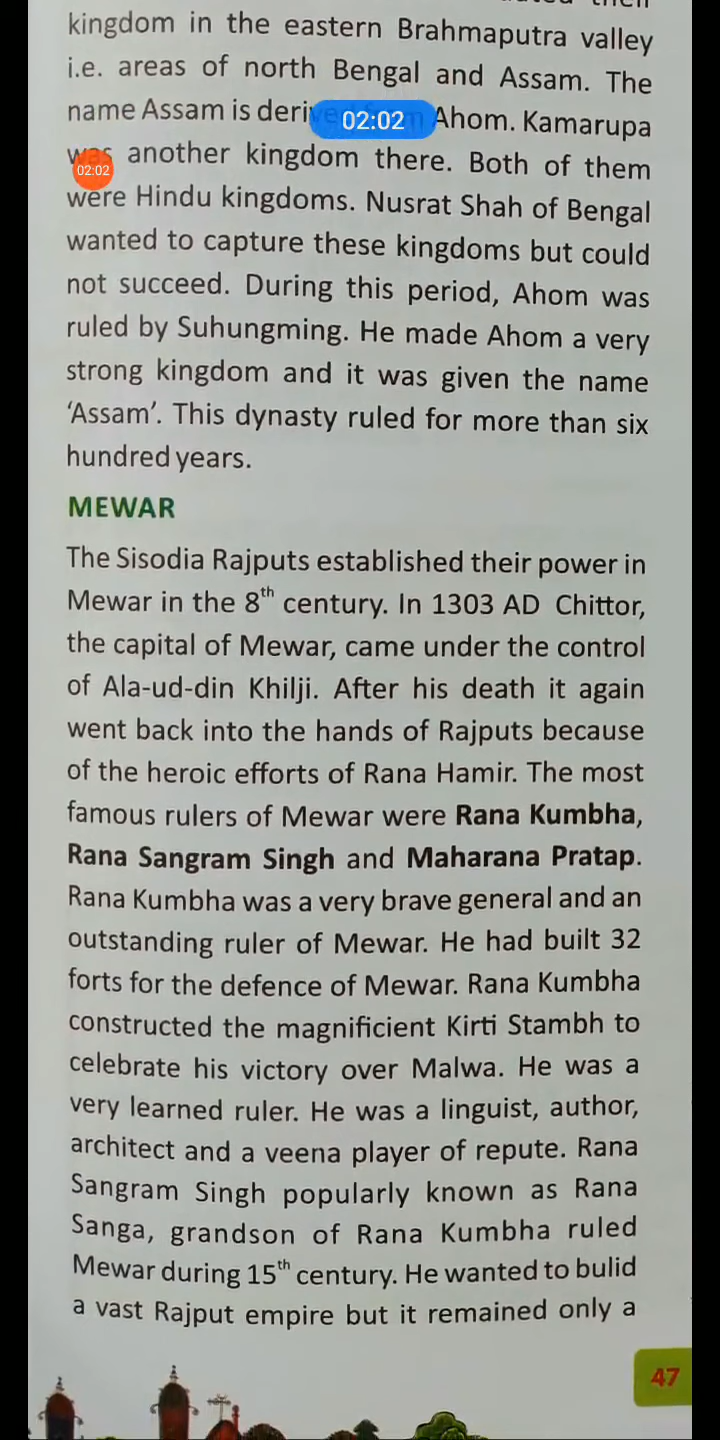 kingdom in the eastern Brahmaputra valley
i.e. areas of north Bengal and Assam. The
name Assam is Ahom. Kamarupa
02:02
was another kingdom there. Both of them
02:02
were Hindu kingdoms. Nusrat Shah of Bengal
wanted to capture these kingdoms but could
not succeed. During this period, Ahom was
ruled by Suhungming. He made Ahom a very
strong kingdom and it was given the name
‘Assam’. This dynasty ruled for more than six
hundred years.
MEWAR
The Sisodia Rajputs established their power in
Mewar in the 8th century. In 1303 AD Chittor,
the capital of Mewar, came under the control
of Ala-ud-din Khilji. After his death it again
went back into the hands of Rajputs because
of the heroic efforts of Rana Hamir. The most
famous rulers of Mewar were Rana Kumbha,
Rana Sangram Singh and Maharana Pratap.
Rana Kumbha was a very brave general and an
outstanding ruler of Mewar. He had built 32
forts for the defence of Mewar. Rana Kumbha
constructed the magnificient Kirti Stambh to
celebrate his victory over Malwa. He was a
very learned ruler. He was a linguist, author,
architect and a veena player of repute. Rana
Sangram Singh popularly known as Rana
Sanga, grandson of Rana Kumbha ruled
Mewar during 15th century. He wanted to bulid
a vast Rajput empire but it remained only a
47